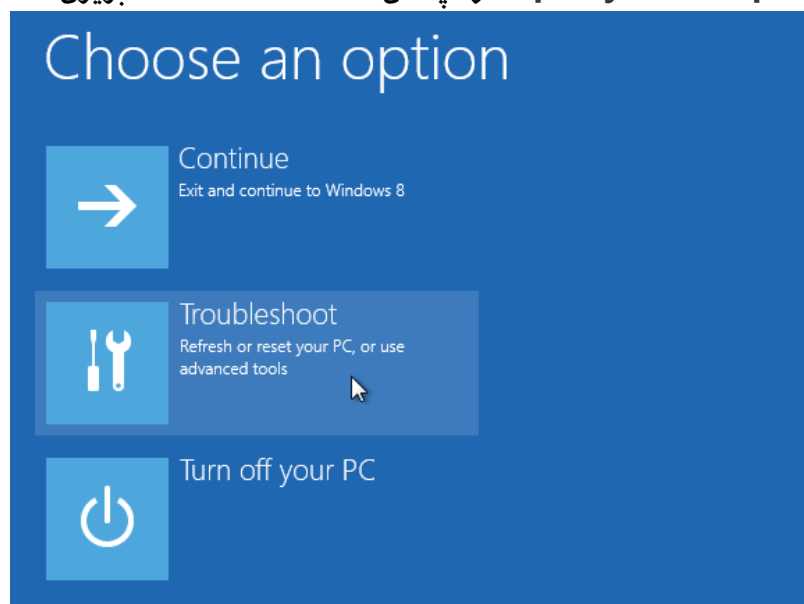 Choose an option
Continue
Exit and continue to Windows 8
Troubleshoot
Refresh or reset your PC, or use
advanced tools
Turn off your PC